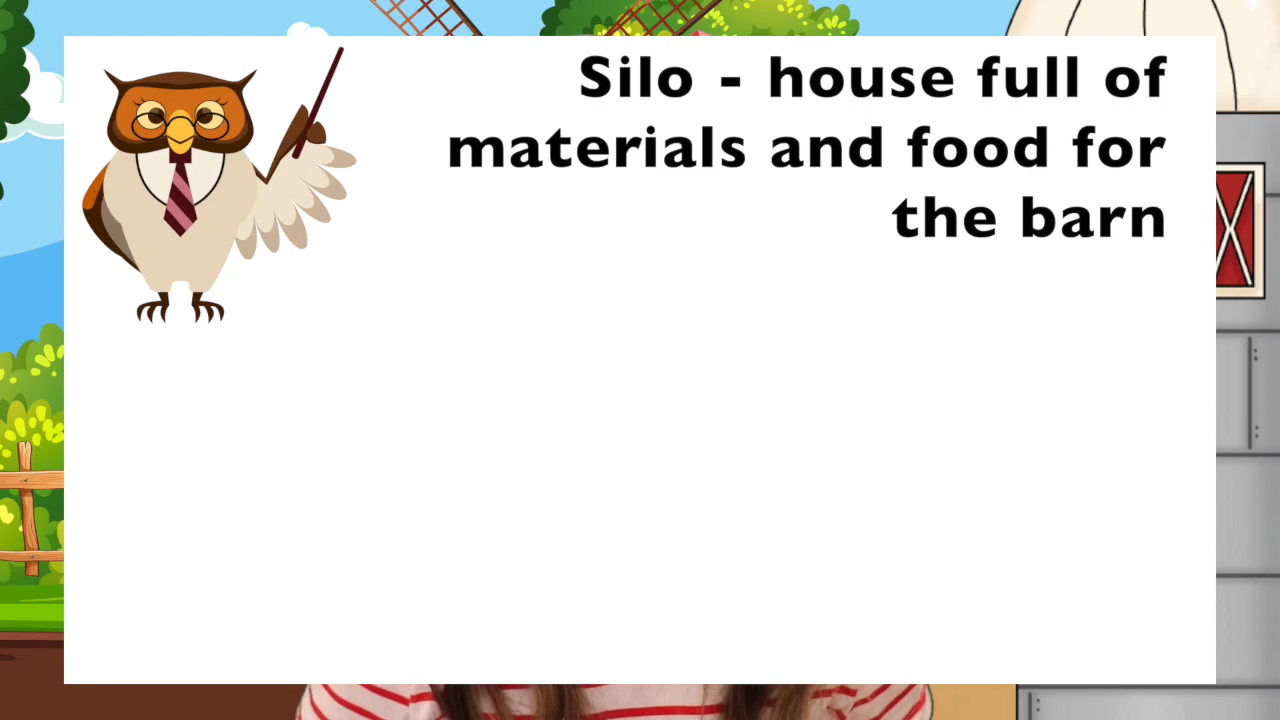 Silo - house full of
materials and food for
the barn